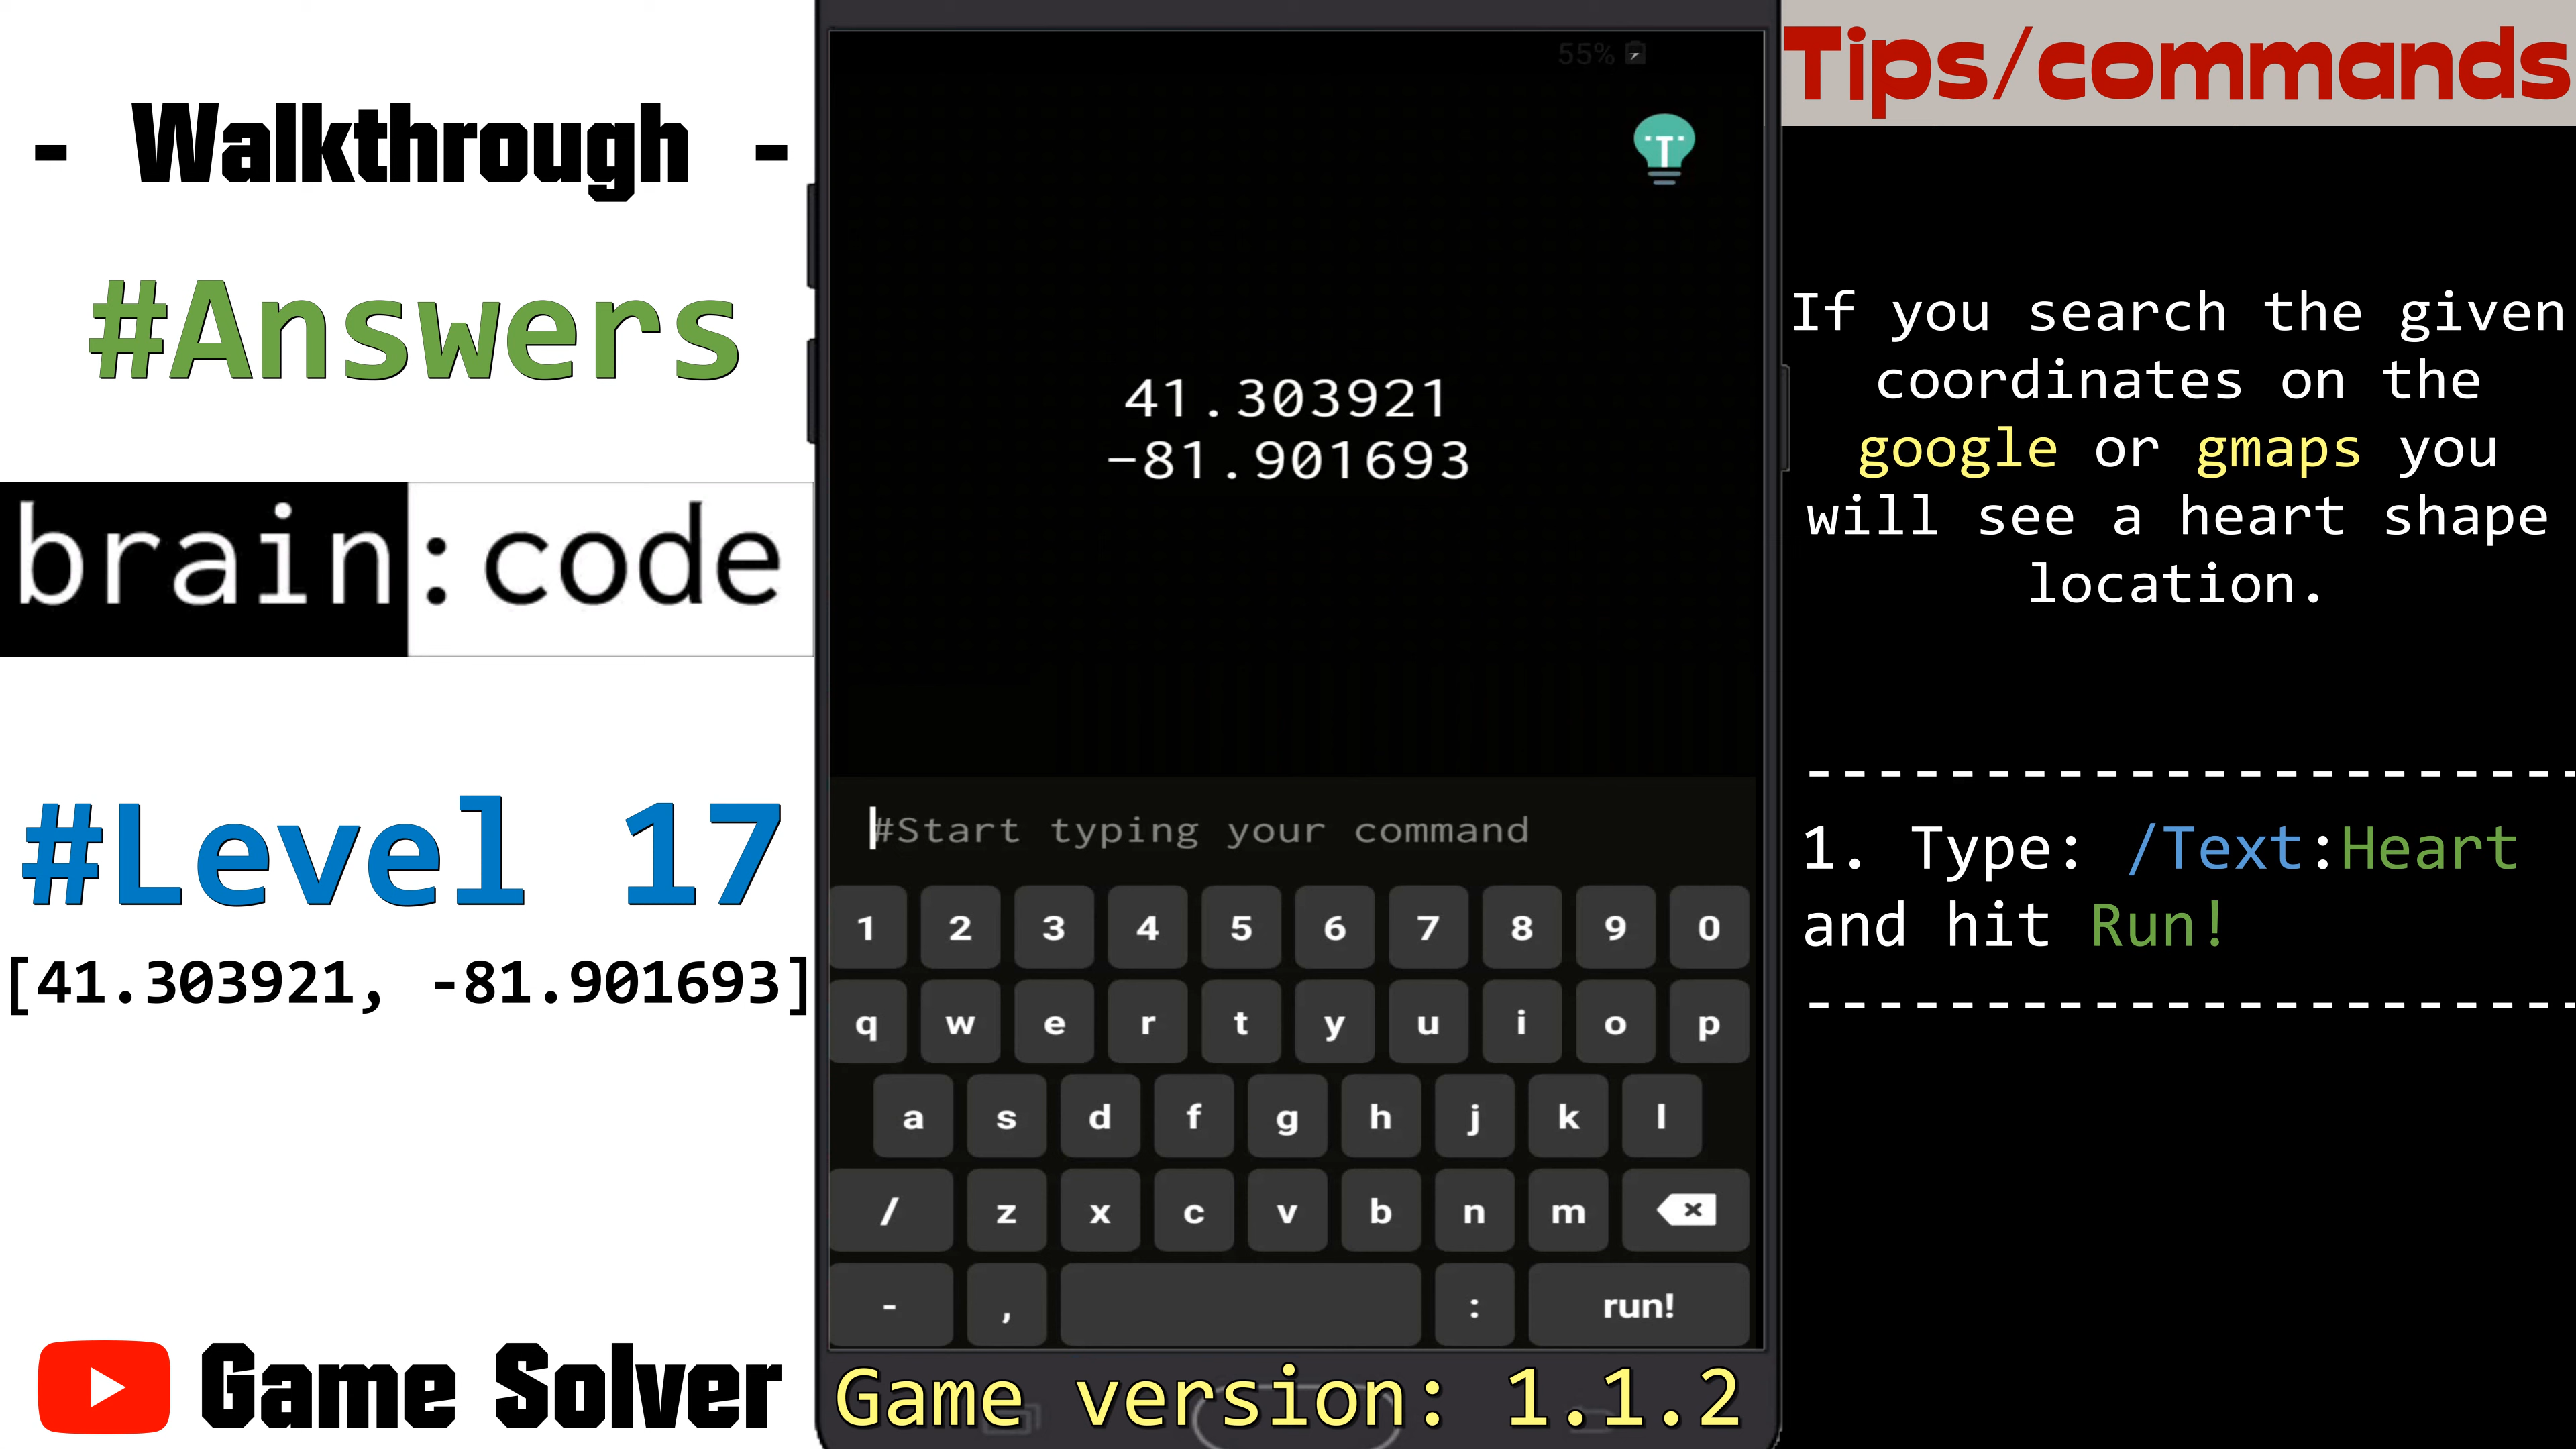 - Walkthrough -
#Answers
brain:code
#Level 17
[41.303921, -81.901693]
Game Solver
55%
T
41.303921
-81.901693
#Start typing your command
1 2 3 4 5 6 7 8 9 0
q w e r t y u i o p
a s d f g h j k l
/ z x c v b n m
- , : run!
Game version: 1.1.2
Tips/commands
If you search the given
coordinates on the
google or gmaps you
will see a heart shape
location.
-----------------------
1. Type: /Text:Heart
and hit Run!
-----------------------